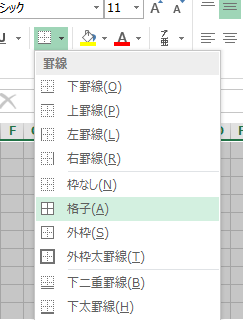 シック 11
U A ア 亜
罫線
下罫線(O)
上罫線(P)
左罫線(L)
右罫線(R)
枠なし(N)
格子(A)
外枠(S)
外枠太罫線(T)
下二重罫線(B)
下太罫線(H)
F